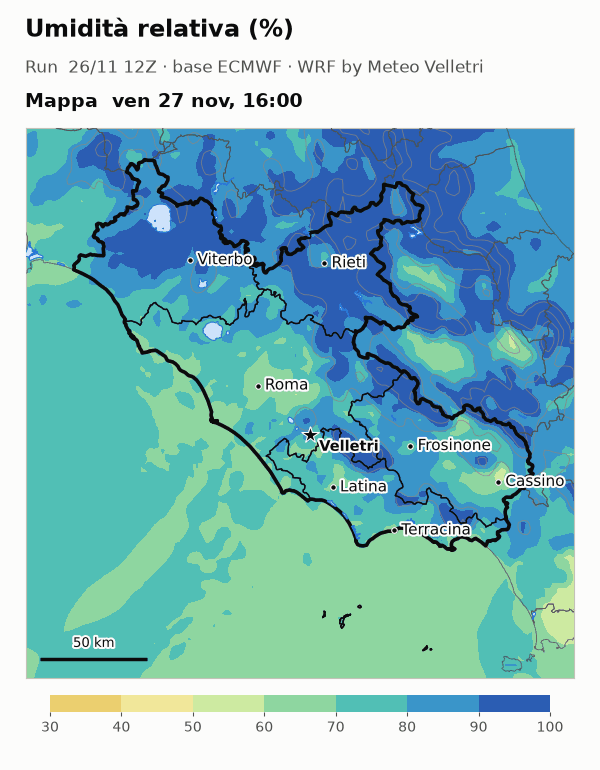 Umidità relativa (%)
Run  26/11 12Z · base ECMWF · WRF by Meteo Velletri
Mappa  ven 27 nov, 16:00
Viterbo
Rieti
Roma
Velletri
Frosinone
Cassino
Latina
Terracina
50 km
30 40 50 60 70 80 90 100